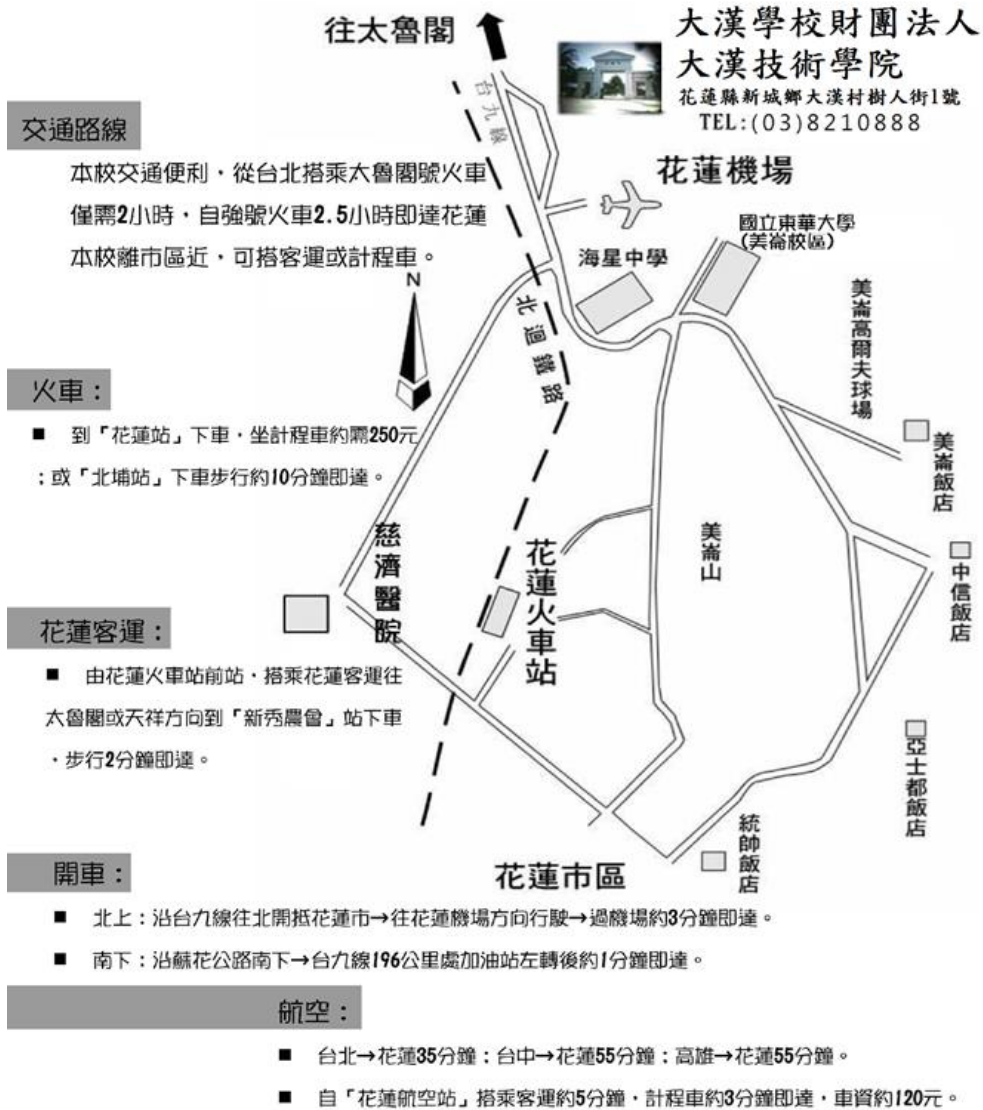 大漢學校財團法人
大漢技術學院
花蓮縣新城鄉大漢村樹人街1號
TEL:(03)8210888
往太魯閣
台九線
交通路線
本校交通便利，從台北搭乘太魯閣號火車
僅需2小時，自強號火車2.5小時即達花蓮
本校離市區近，可搭客運或計程車。
花蓮機場
國立東華大學
(美崙校區)
海星中學
N
北迴鐵路
美崙高爾夫球場
火車：
■ 到「花蓮站」下車，坐計程車約需250元
；或「北埔站」下車步行約10分鐘即達。
美崙飯店
慈濟醫院
花蓮火車站
美崙山
中信飯店
花蓮客運：
■ 由花蓮火車站前站，搭乘花蓮客運往
太魯閣或天祥方向到「新秀農會」站下車
，步行2分鐘即達。
亞士都飯店
統帥飯店
花蓮市區
開車：
■ 北上：沿台九線往北開抵花蓮市→往花蓮機場方向行駛→過機場約3分鐘即達。
■ 南下：沿蘇花公路南下→台九線196公里處加油站左轉後約1分鐘即達。
航空：
■ 台北→花蓮35分鐘；台中→花蓮55分鐘；高雄→花蓮55分鐘。
■ 自「花蓮航空站」搭乘客運約5分鐘，計程車約3分鐘即達，車資約120元。